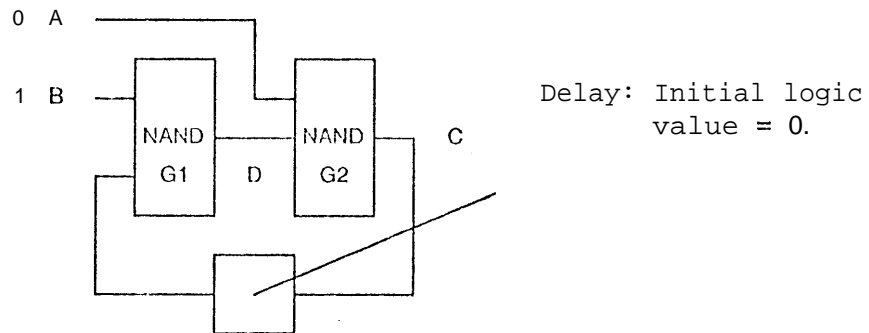 0 A
1 B
Delay: Initial logic
value = 0.
NAND NAND C
G1 D G2